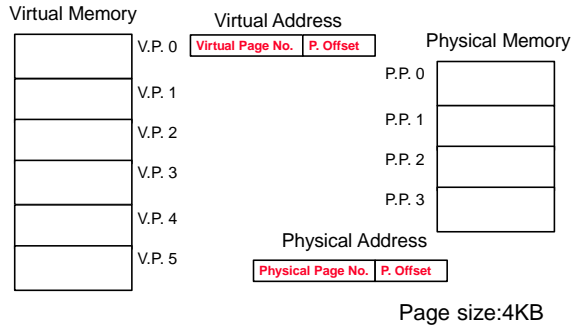 Virtual Memory
Virtual Address
V.P. 0
Virtual Page No. P. Offset
Physical Memory
P.P. 0
V.P. 1
P.P. 1
V.P. 2
P.P. 2
V.P. 3
P.P. 3
V.P. 4
Physical Address
V.P. 5
Physical Page No. P. Offset
Page size:4KB